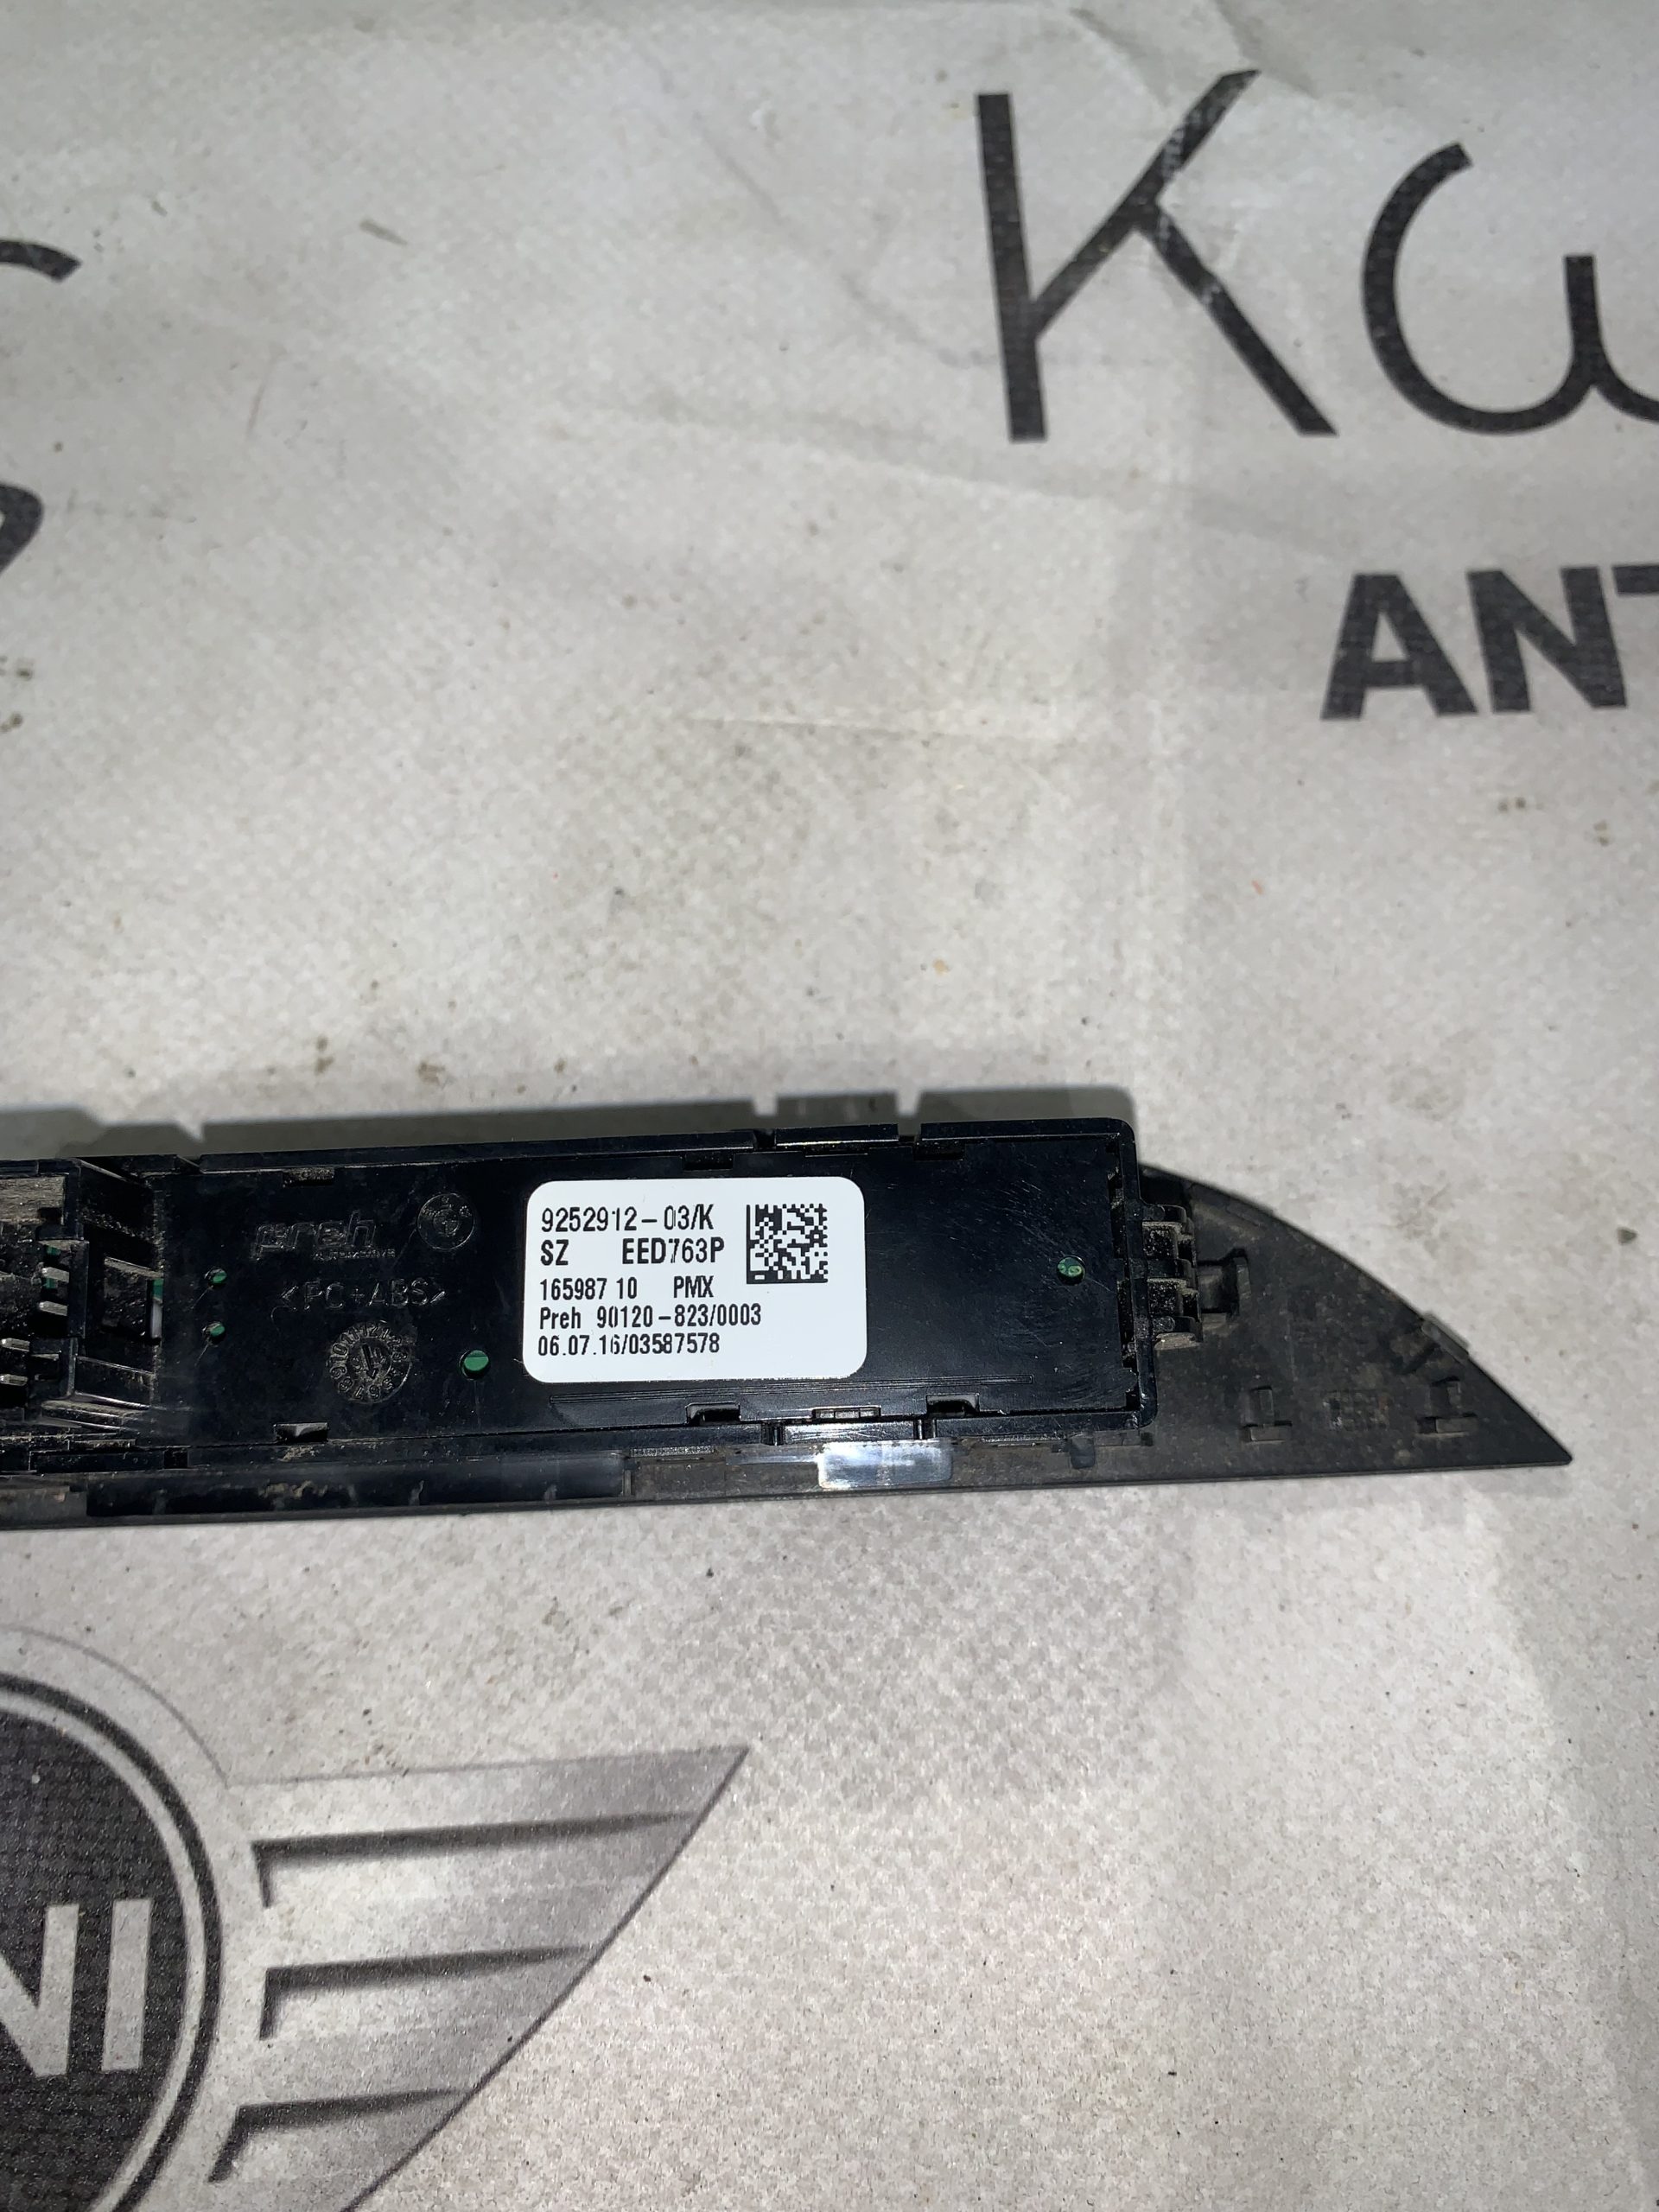 K
ANT
preh
<PC+ABS>
9252912-03/K
SZ EED763P
165987 10 PMX
Preh 90120-823/0003
06.07.16/03587578
NI